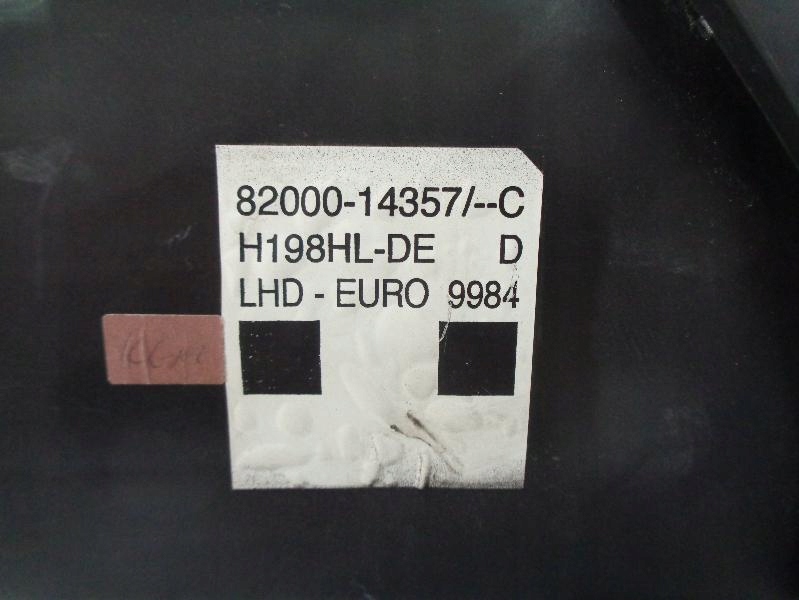 82000-14357/--C
H198HL-DE D
LHD - EURO 9984